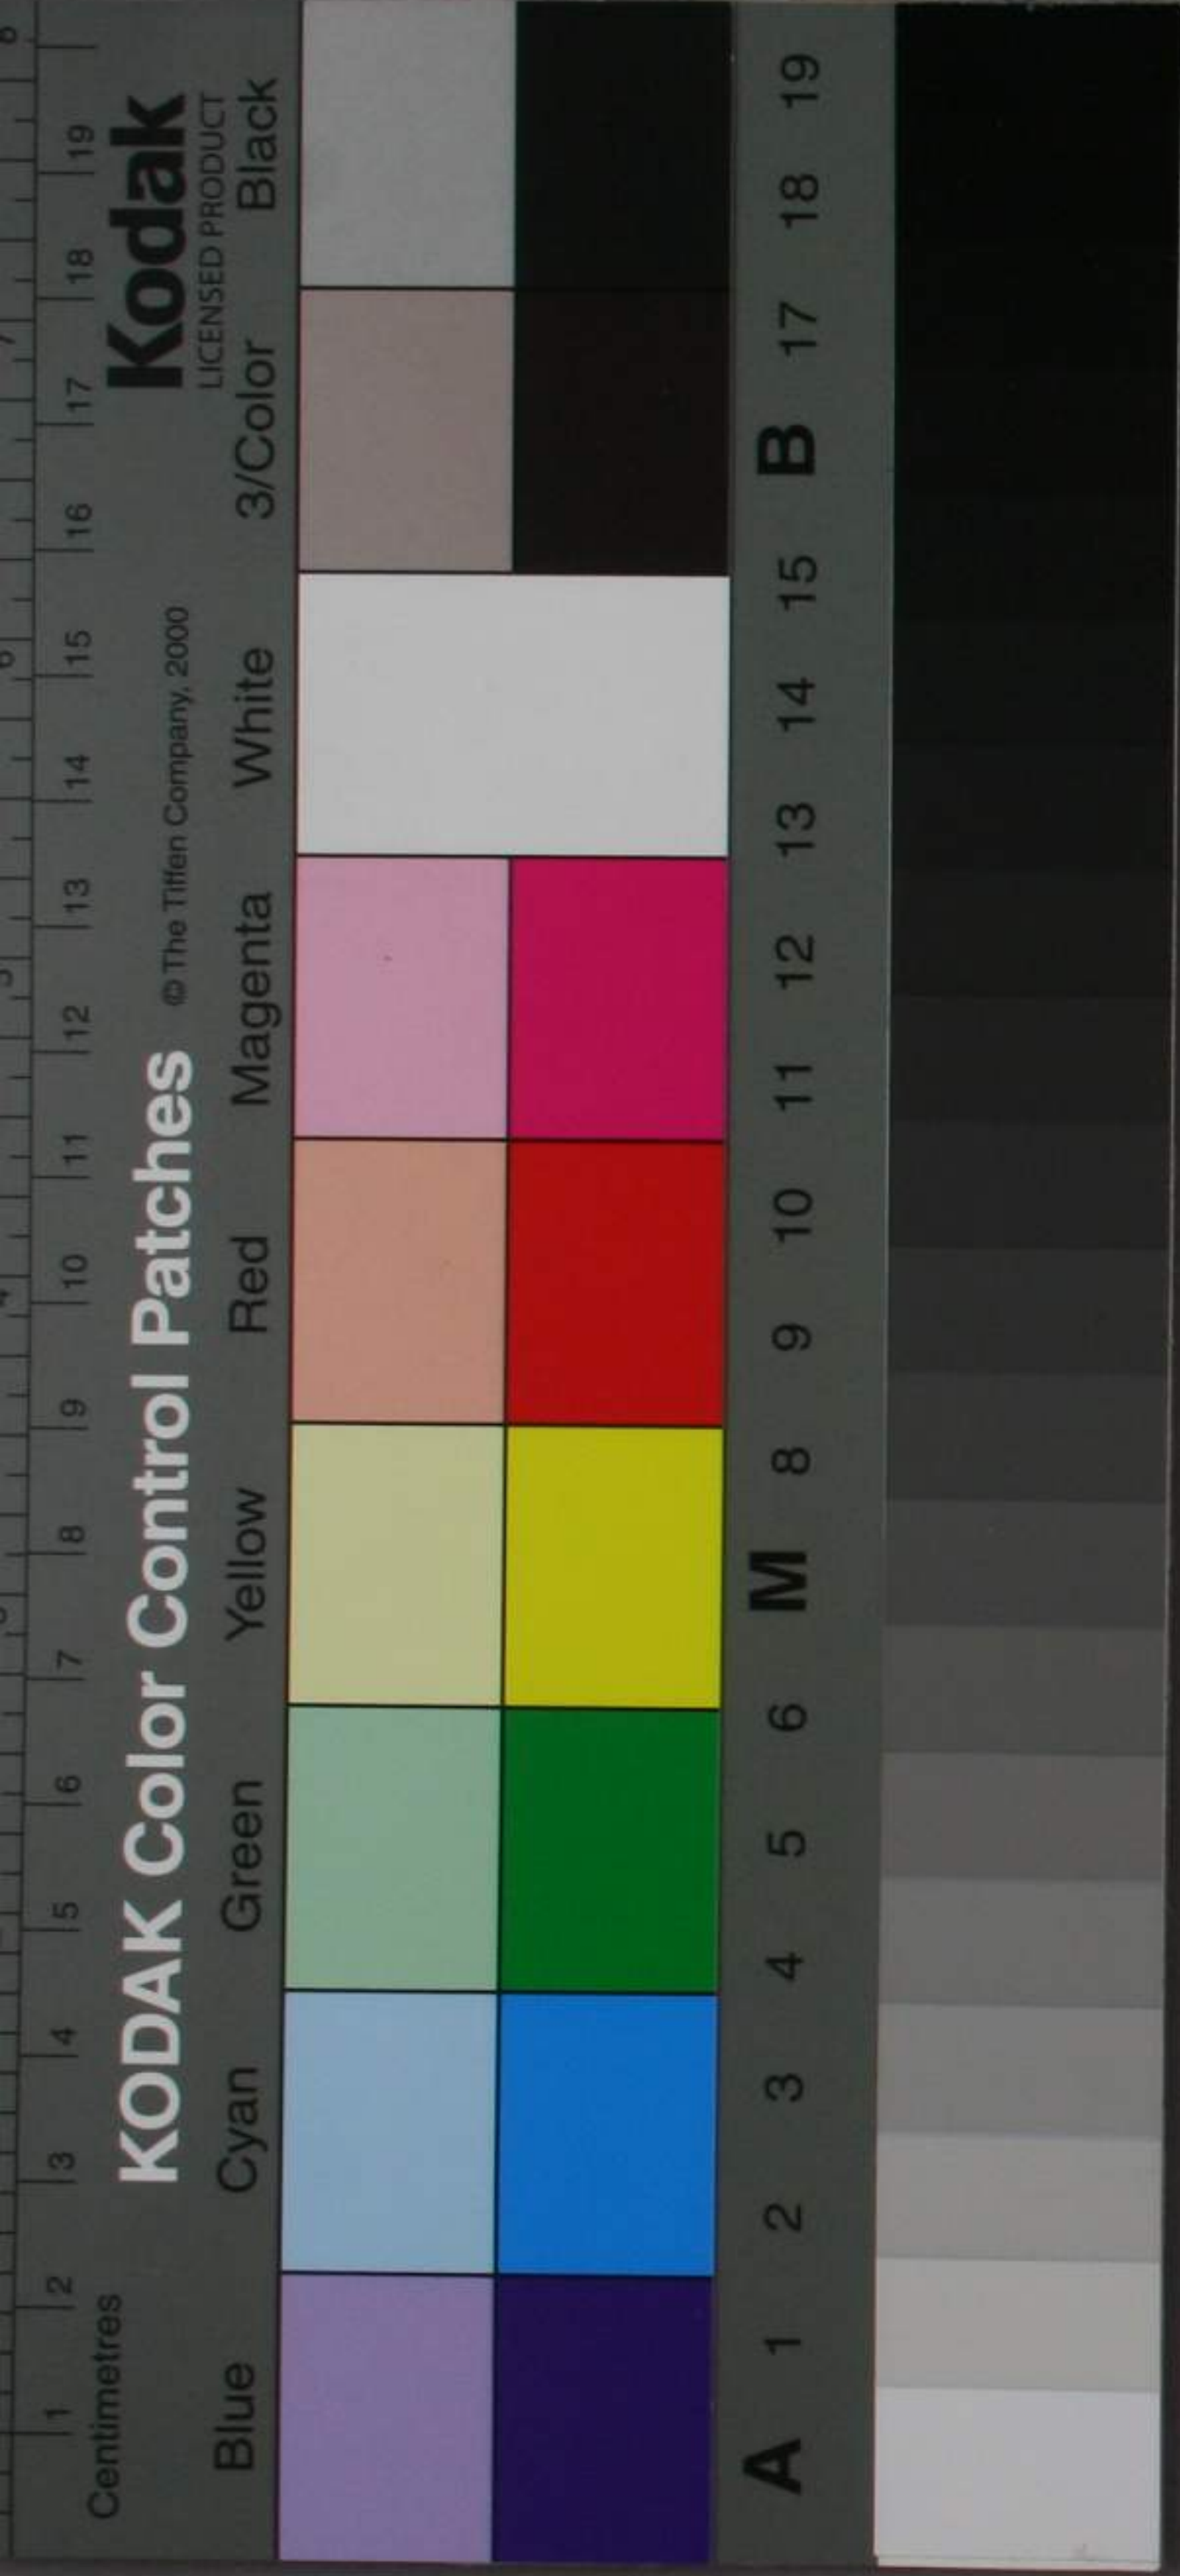 1 2 3 4 5 6 7 8 9 10 11 12 13 14 15 16 17 18 19
Centimetres
KODAK Color Control Patches © The Tiffen Company, 2000
Kodak
LICENSED PRODUCT
Blue Cyan Green Yellow Red Magenta White 3/Color Black
A 1 2 3 4 5 6 M 8 9 10 11 12 13 14 15 B 17 18 19